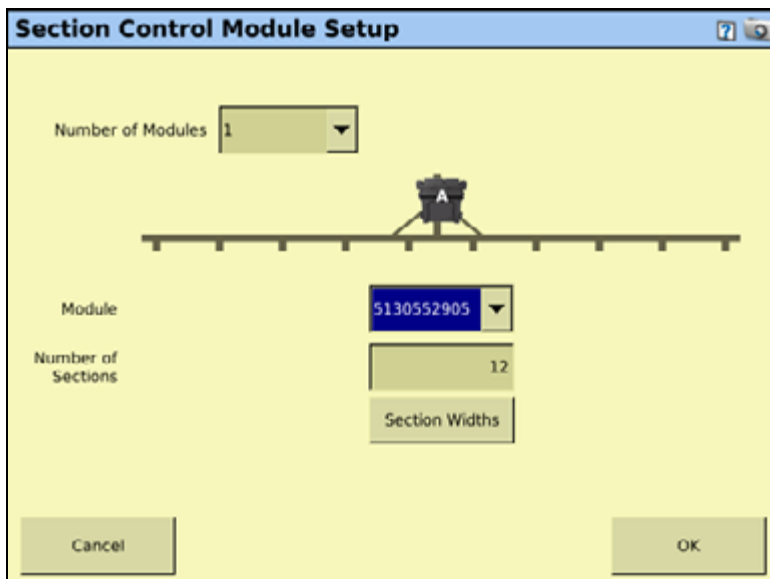 Section Control Module Setup
?
Number of Modules 1
A
Module 5130552905
Number of
Sections
12
Section Widths
Cancel
OK